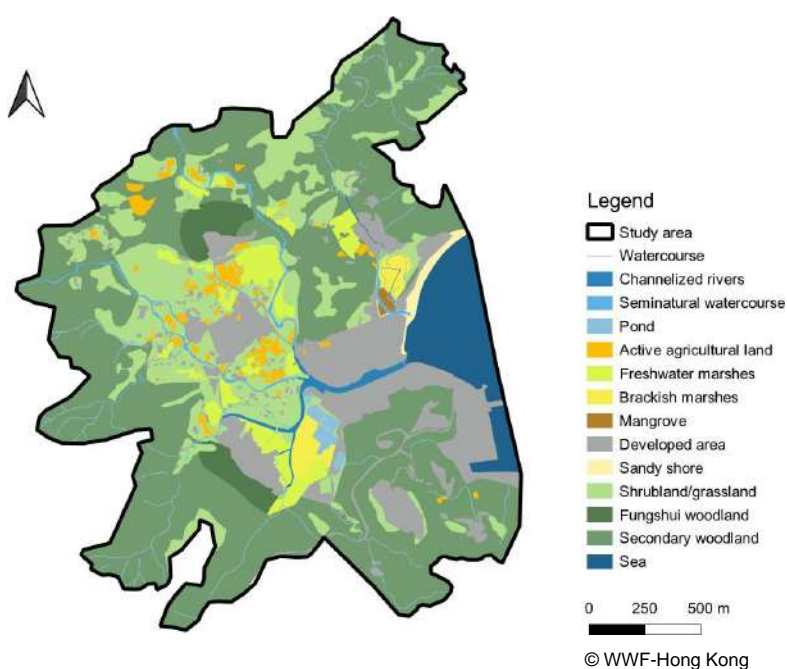 Legend
Study area
Watercourse
Channelized rivers
Seminatural watercourse
Pond
Active agricultural land
Freshwater marshes
Brackish marshes
Mangrove
Developed area
Sandy shore
Shrubland/grassland
Fungshui woodland
Secondary woodland
Sea
0 250 500 m
© WWF-Hong Kong